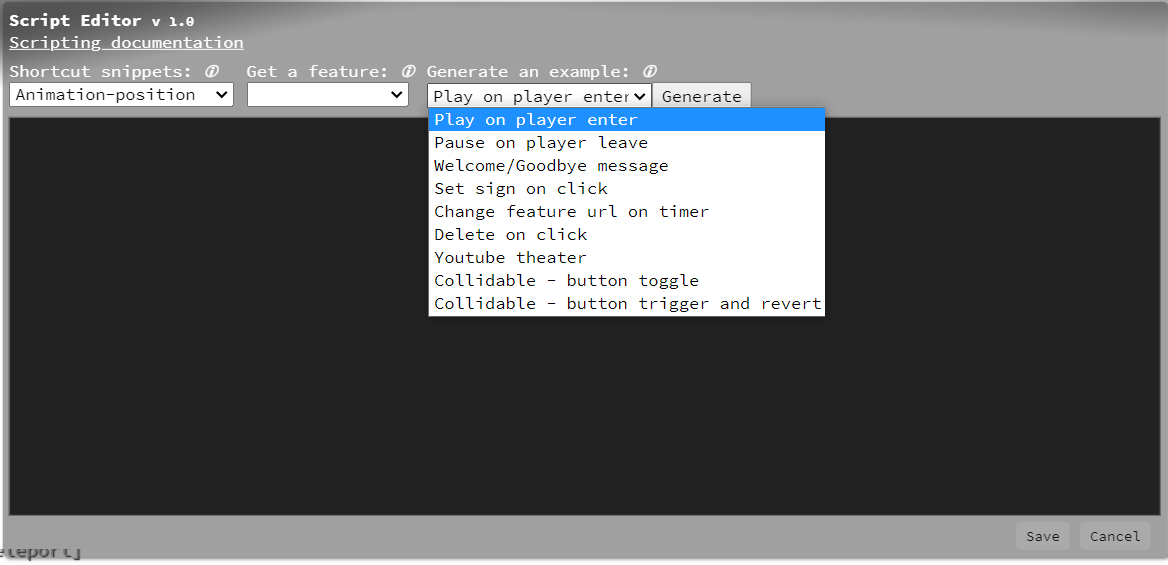 Script Editor v 1.0
Scripting documentation
Shortcut snippets: Get a feature: Generate an example:
Animation-position Play on player enter Generate
Play on player enter
Pause on player leave
Welcome/Goodbye message
Set sign on click
Change feature url on timer
Delete on click
Youtube theater
Collidable - button toggle
Collidable - button trigger and revert
Save Cancel